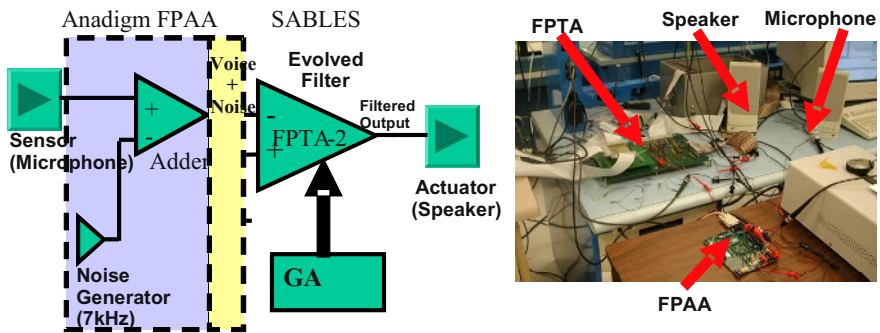 Anadigm FPAA
SABLES
Voice
+
Noise
Evolved
Filter
+
-
-
+
FPTA-2
Filtered
Output
Sensor
(Microphone)
Adder
Actuator
(Speaker)
Noise
Generator
(7kHz)
GA
FPTA
Speaker
Microphone
FPAA